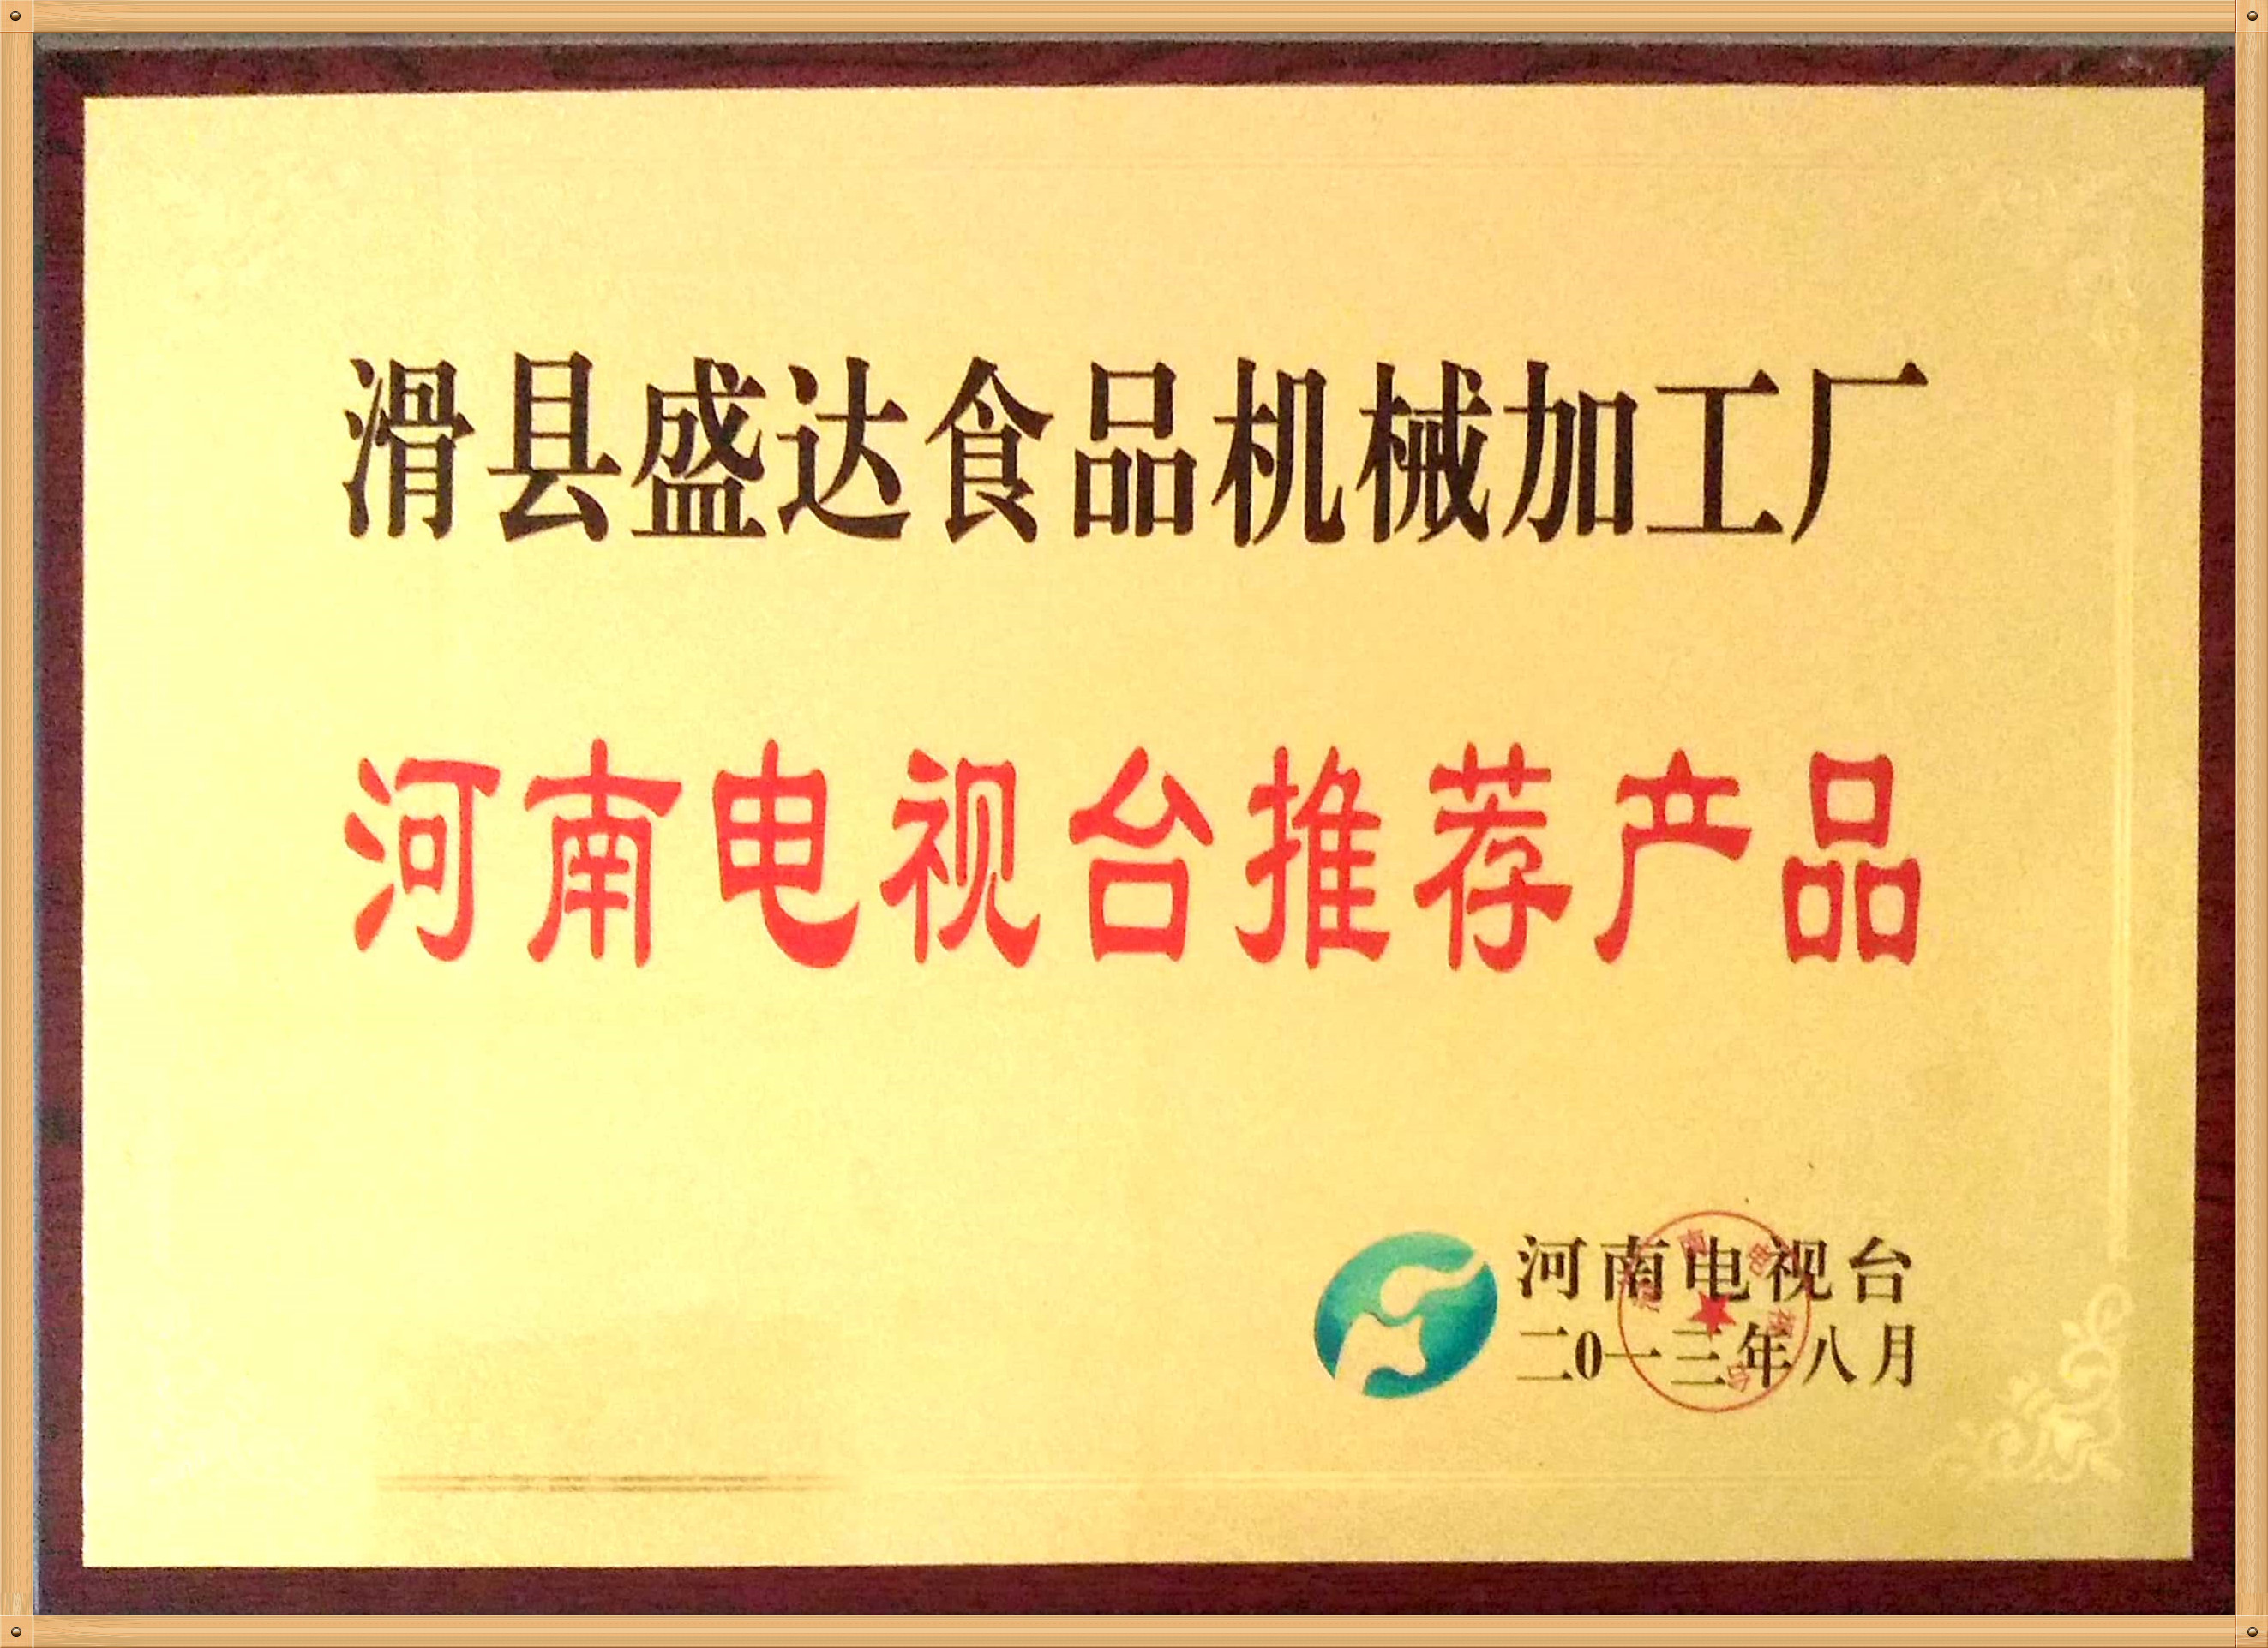 滑县盛达食品机械加工厂
河南电视台推荐产品
河南电视台
二0一三年八月